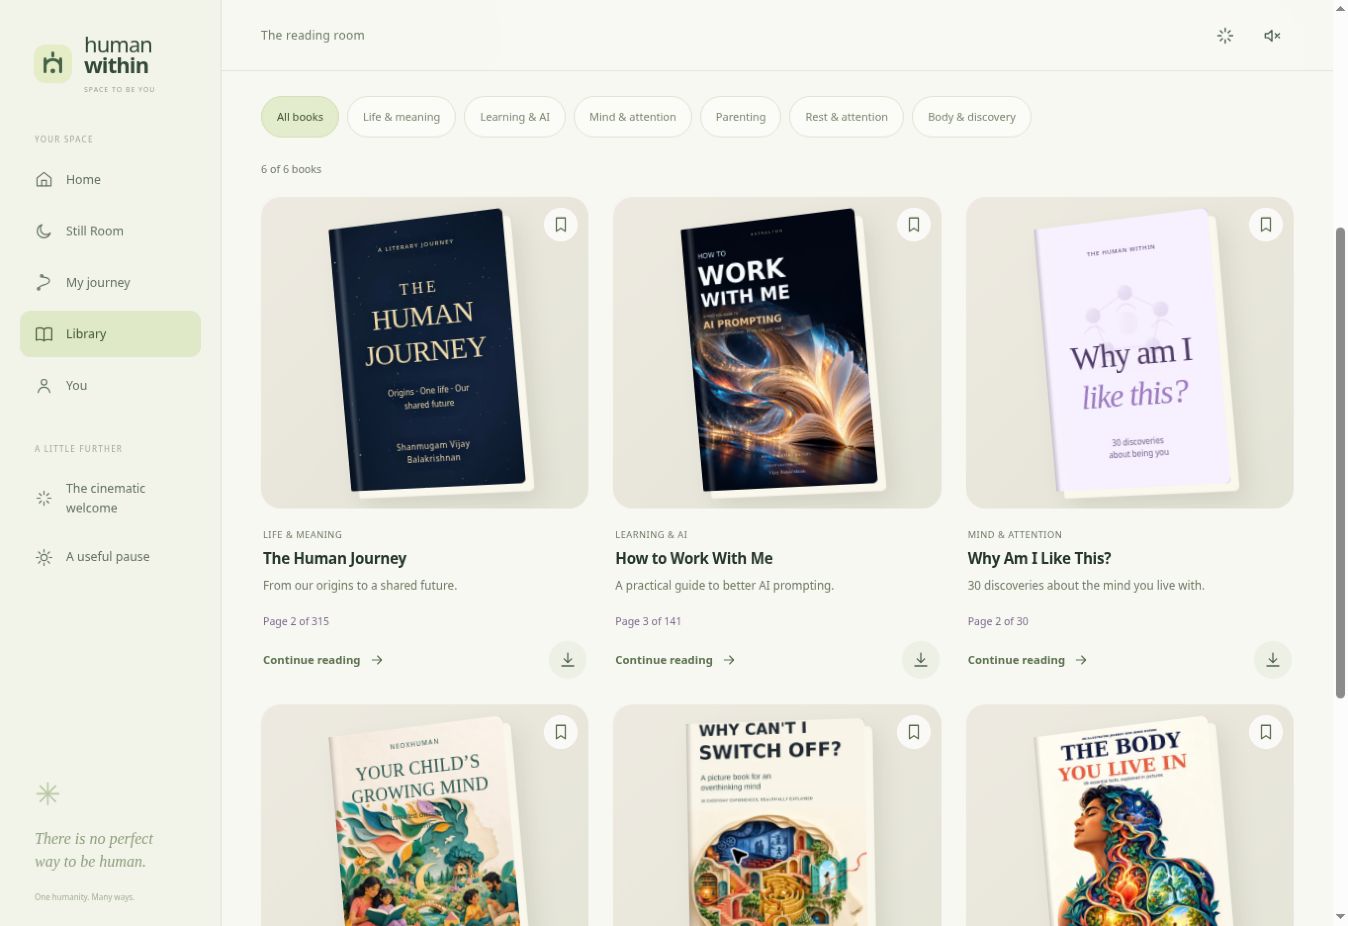 human
within
SPACE TO BE YOU
YOUR SPACE
Home
Still Room
My journey
Library
You
A LITTLE FURTHER
The cinematic
welcome
A useful pause
There is no perfect
way to be human.
One humanity. Many ways.
The reading room
All books
Life & meaning
Learning & AI
Mind & attention
Parenting
Rest & attention
Body & discovery
6 of 6 books
A LITERARY JOURNEY
THE
HUMAN
JOURNEY
Origins · One life · Our
shared future
Shanmugam Vijay
Balakrishnan
HOW TO
WORK
WITH ME
AI PROMPTING
THE HUMAN WITHIN
Why am I
like this?
30 discoveries
about being you
LIFE & MEANING
The Human Journey
From our origins to a shared future.
Page 2 of 315
Continue reading
LEARNING & AI
How to Work With Me
A practical guide to better AI prompting.
Page 3 of 141
Continue reading
MIND & ATTENTION
Why Am I Like This?
30 discoveries about the mind you live with.
Page 2 of 30
Continue reading
NEOXHUMAN
YOUR CHILD'S
GROWING MIND
WHY CAN'T I
SWITCH OFF?
A picture book for an
overthinking mind
THE BODY
YOU LIVE IN